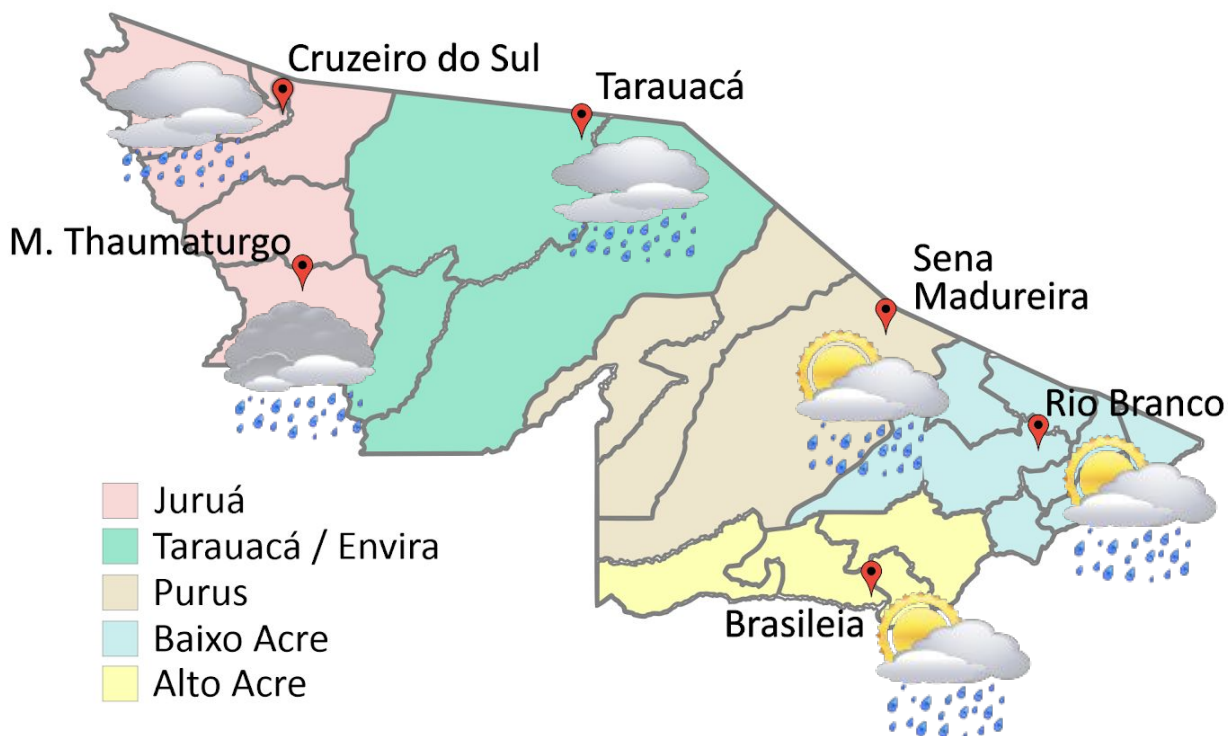 Cruzeiro do Sul
Tarauacá
M. Thaumaturgo
Sena
Madureira
Rio Branco
Brasileia
Juruá
Tarauacá / Envira
Purus
Baixo Acre
Alto Acre